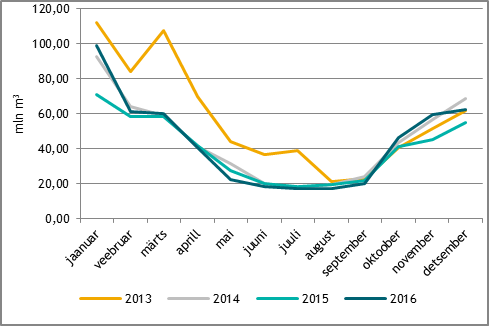 120,00
100,00
80,00
60,00
40,00
20,00
0,00
mln m³
jaanuar
veebruar
märts
aprill
mai
juuni
juuli
august
september
oktoober
november
detsember
2013 2014 2015 2016